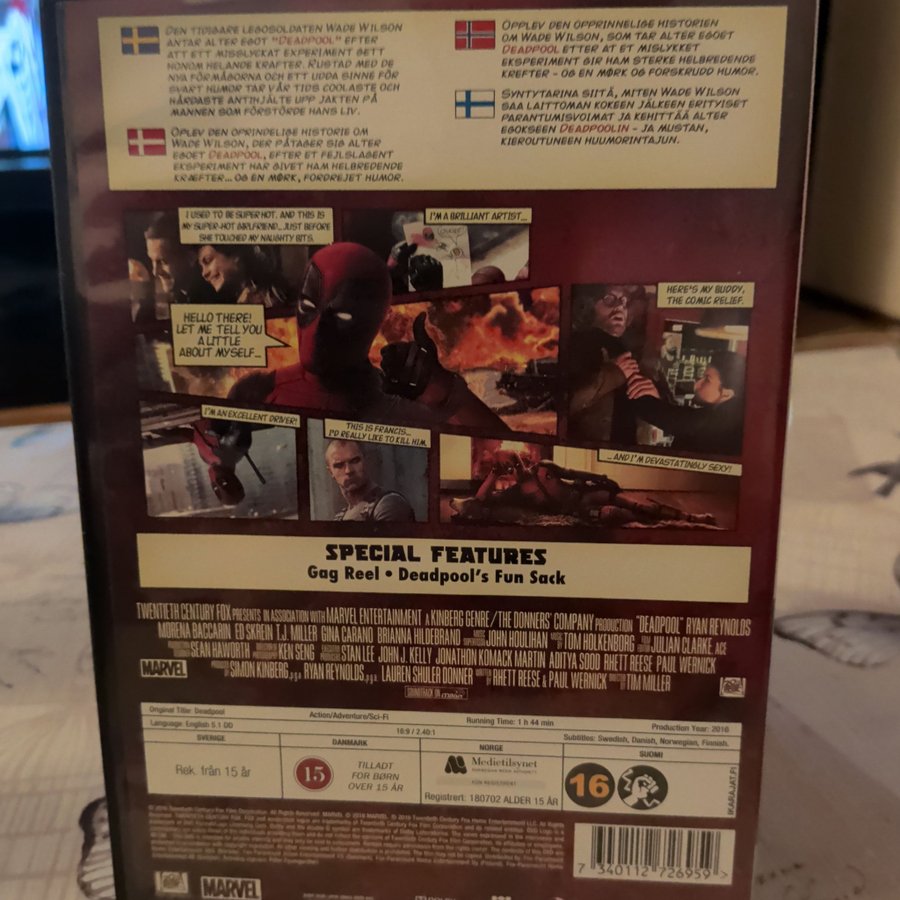 Den tidigare legosoldaten Wade Wilson
antar alter egot "Deadpool" efter
att ett misslyckat experiment gett
honom helande krafter. Rustad med de
nya förmågorna och ett udda sinne för
svart humor tar vår tids coolaste och
hårdaste antihjälte upp jakten på
mannen som förstörde hans liv.
Oplev den oprindelige historie om
Wade Wilson, der påtager sig alter
egoet Deadpool, efter et fejlslagent
eksperiment har givet ham helbredende
kræfter... og en mørk, fordrejet humor.
Opplev den opprinnelige historien
om Wade Wilson, som tar alter egoet
Deadpool etter at et mislykket
eksperiment gir ham sterke helbredende
krefter - og en mørk og forskrudd humor.
Syntytarina siitä, miten Wade Wilson
saa laittoman kokeen jälkeen erityiset
parantumisvoimat ja kehittää alter
egokseen Deadpoolin - ja mustan,
kieroutuneen huumorintajun.
I USED TO BE SUPER HOT. AND THIS IS
MY SUPER-HOT GIRLFRIEND...JUST BEFORE
SHE TOUCHED MY NAUGHTY BITS.
I'M A BRILLIANT ARTIST...
HELLO THERE!
LET ME TELL YOU
A LITTLE
ABOUT MYSELF...
HERE'S MY BUDDY,
THE COMIC RELIEF.
I'M AN EXCELLENT DRIVER!
THIS IS FRANCIS...
I'D REALLY LIKE TO KILL HIM.
...AND I'M DEVASTATINGLY SEXY!
SPECIAL FEATURES
Gag Reel • Deadpool's Fun Sack
TWENTIETH CENTURY FOX PRESENTS IN ASSOCIATION WITH MARVEL ENTERTAINMENT A KINBERG GENRE/THE DONNERS' COMPANY PRODUCTION "DEADPOOL" RYAN REYNOLDS
MORENA BACCARIN ED SKREIN T.J. MILLER GINA CARANO BRIANNA HILDEBRAND JOHN HOULIHAN TOM HOLKENBORG JULIAN CLARKE, ACE
SEAN HAWORTH KEN SENG STAN LEE JOHN J. KELLY JONATHON KOMACK MARTIN ADITYA SOOD RHETT REESE PAUL WERNICK
MARVEL SIMON KINBERG, p.g.a. RYAN REYNOLDS, p.g.a. LAUREN SHULER DONNER RHETT REESE & PAUL WERNICK TIM MILLER
SOUNDTRACK ON milan
Original Title: Deadpool Action/Adventure/Sci-Fi Running Time: 1 h 44 min Production Year: 2016
Language: English 5.1 DD 16:9 / 2.40:1 Subtitles: Swedish, Danish, Norwegian, Finnish.
SVERIGE DANMARK NORGE SUOMI
Rek. från 15 år
15
TILLADT
FOR BØRN
OVER 15 ÅR
Medietilsynet
NORWEGIAN MEDIA AUTHORITY
Registrert: 180702 ALDER 15 ÅR
16
IKARAJAT.FI
7 340112 726959 >
MARVEL